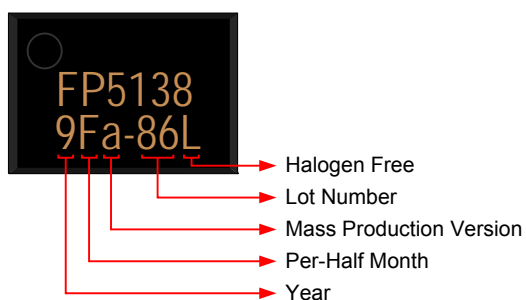 FP5138
9Fa-86L
Halogen Free
Lot Number
Mass Production Version
Per-Half Month
Year